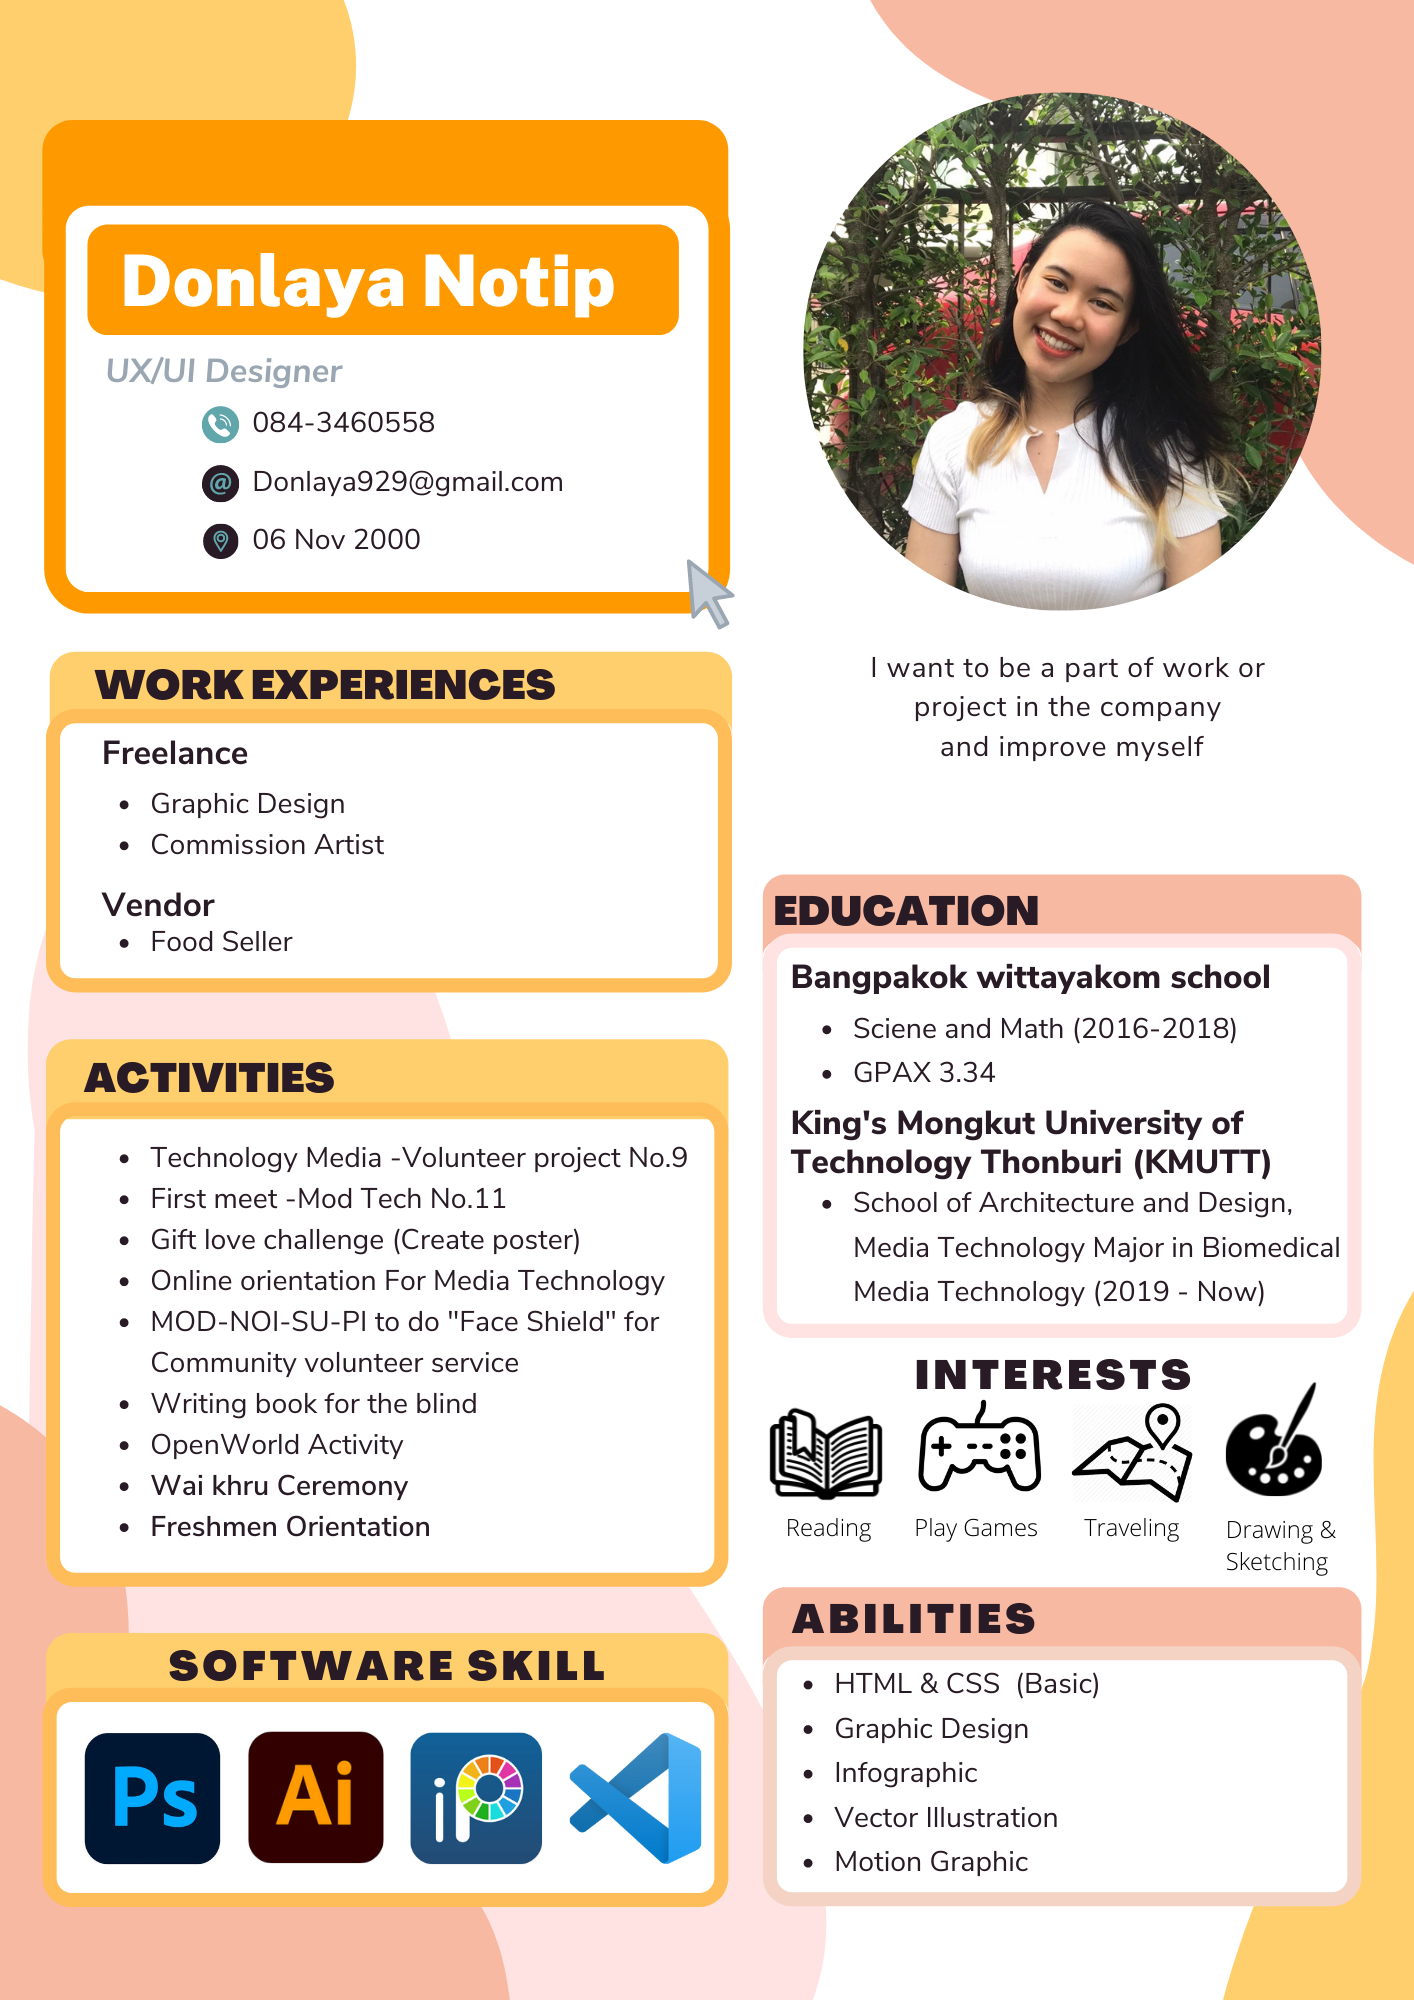 Donlaya Notip
UX/UI Designer
084-3460558
Donlaya929@gmail.com
06 Nov 2000
I want to be a part of work or
project in the company
and improve myself
WORK EXPERIENCES
Freelance
• Graphic Design
• Commission Artist
Vendor
• Food Seller
ACTIVITIES
• Technology Media -Volunteer project No.9
• First meet -Mod Tech No.11
• Gift love challenge (Create poster)
• Online orientation For Media Technology
• MOD-NOI-SU-PI to do "Face Shield" for
Community volunteer service
• Writing book for the blind
• OpenWorld Activity
• Wai khru Ceremony
• Freshmen Orientation
SOFTWARE SKILL
Ps
Ai
iP
EDUCATION
Bangpakok wittayakom school
• Sciene and Math (2016-2018)
• GPAX 3.34
King's Mongkut University of
Technology Thonburi (KMUTT)
• School of Architecture and Design,
Media Technology Major in Biomedical
Media Technology (2019 - Now)
INTERESTS
Reading
Play Games
Traveling
Drawing &
Sketching
ABILITIES
• HTML & CSS  (Basic)
• Graphic Design
• Infographic
• Vector Illustration
• Motion Graphic